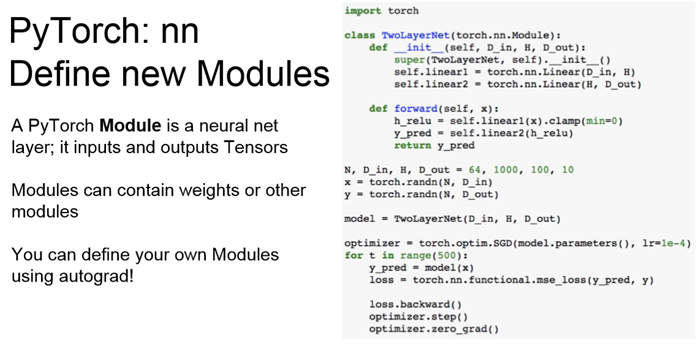 PyTorch: nn
Define new Modules
A PyTorch Module is a neural net
layer; it inputs and outputs Tensors
Modules can contain weights or other
modules
You can define your own Modules
using autograd!
import torch
class TwoLayerNet(torch.nn.Module):
    def __init__(self, D_in, H, D_out):
        super(TwoLayerNet, self).__init__()
        self.linear1 = torch.nn.Linear(D_in, H)
        self.linear2 = torch.nn.Linear(H, D_out)
    def forward(self, x):
        h_relu = self.linear1(x).clamp(min=0)
        y_pred = self.linear2(h_relu)
        return y_pred
N, D_in, H, D_out = 64, 1000, 100, 10
x = torch.randn(N, D_in)
y = torch.randn(N, D_out)
model = TwoLayerNet(D_in, H, D_out)
optimizer = torch.optim.SGD(model.parameters(), lr=1e-4)
for t in range(500):
    y_pred = model(x)
    loss = torch.nn.functional.mse_loss(y_pred, y)
    loss.backward()
    optimizer.step()
    optimizer.zero_grad()